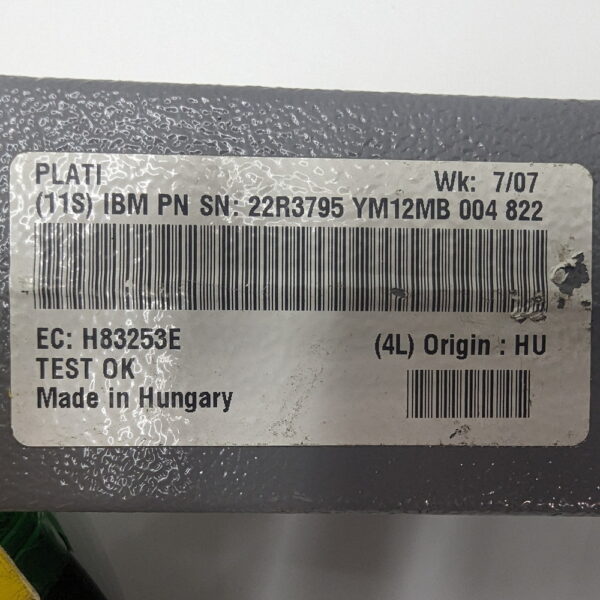 PLATI
Wk: 7/07
(11S) IBM PN SN: 22R3795 YM12MB 004 822
EC: H83253E
(4L) Origin : HU
TEST OK
Made in Hungary